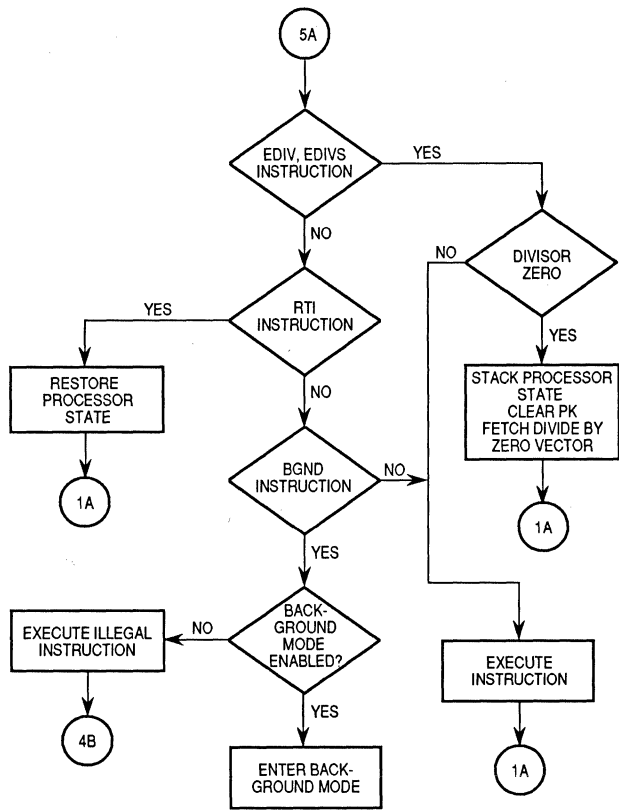 5A
EDIV, EDIVS
INSTRUCTION
YES
NO
DIVISOR
ZERO
NO
YES
RTI
INSTRUCTION
YES
NO
RESTORE
PROCESSOR
STATE
1A
STACK PROCESSOR
STATE
CLEAR PK
FETCH DIVIDE BY
ZERO VECTOR
1A
BGND
INSTRUCTION
NO
YES
BACK-
GROUND
MODE
ENABLED?
NO
YES
EXECUTE ILLEGAL
INSTRUCTION
4B
EXECUTE
INSTRUCTION
1A
ENTER BACK-
GROUND MODE